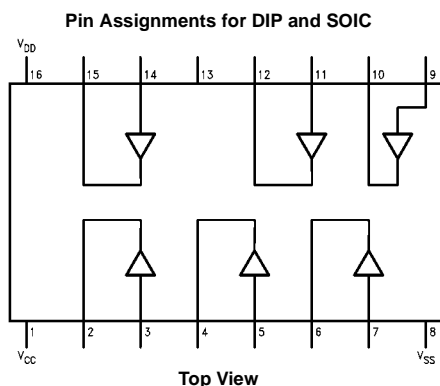 Pin Assignments for DIP and SOIC
VDD
16 15 14 13 12 11 10 9
1 2 3 4 5 6 7 8
VCC VSS
Top View